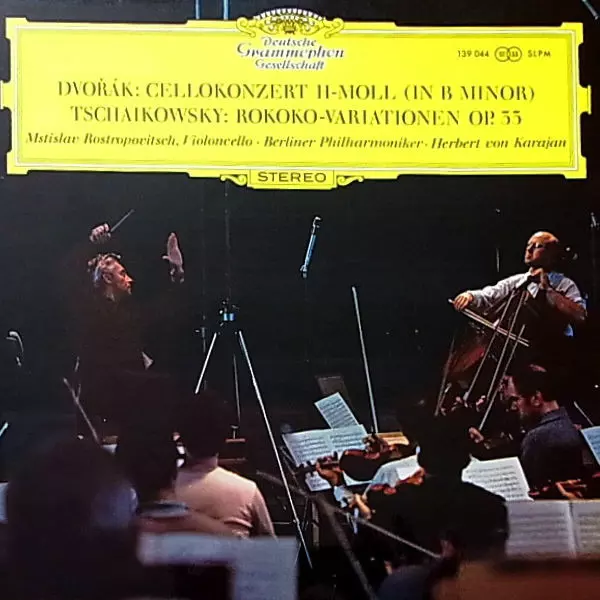 Deutsche
Grammophon
Gesellschaft
139 044 SLPM
DVOŘÁK: CELLOKONZERT H-MOLL (IN B MINOR)
TSCHAIKOWSKY: ROKOKO-VARIATIONEN OP. 33
Mstislav Rostropovitsch, Violoncello · Berliner Philharmoniker · Herbert von Karajan
STEREO